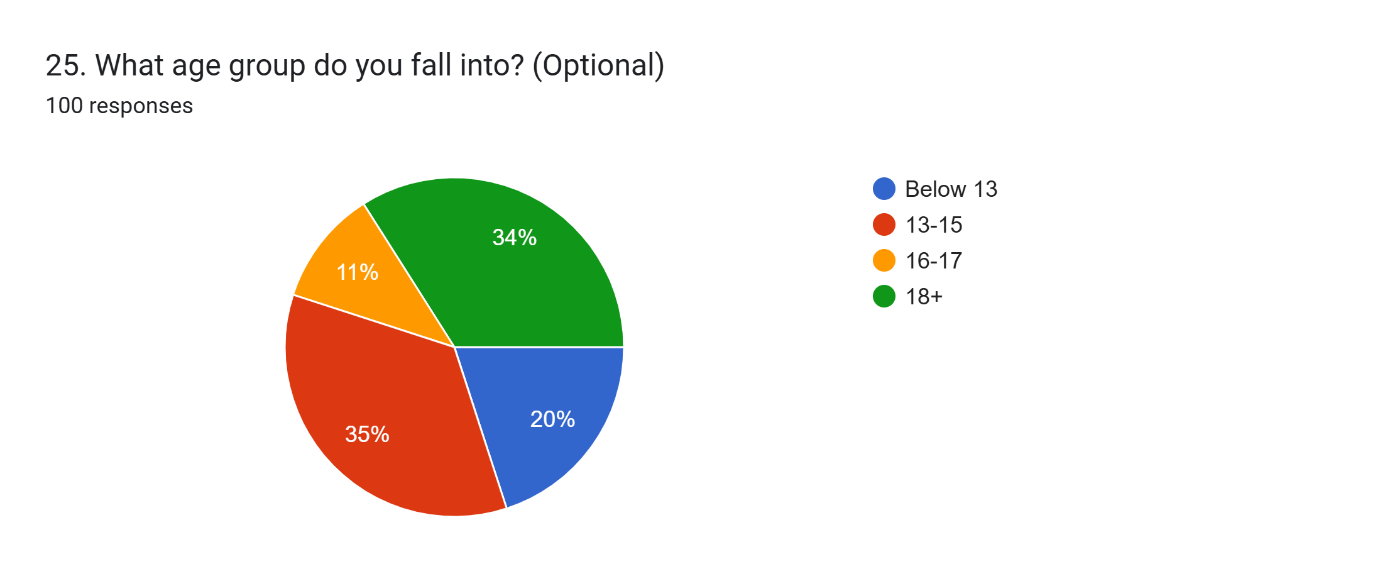 25. What age group do you fall into? (Optional)
100 responses
34%
11%
20%
35%
Below 13
13-15
16-17
18+